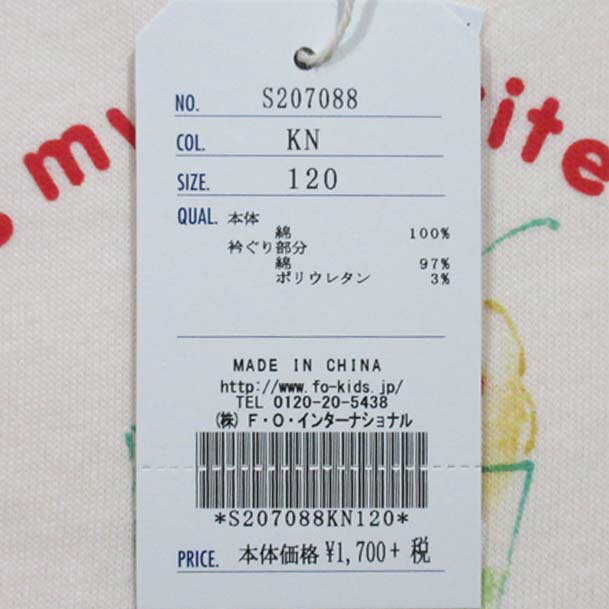 my
ite
NO. S207088
COL. KN
SIZE. 120
QUAL. 本体
綿 100%
衿ぐり部分
綿 97%
ポリウレタン 3%
MADE IN CHINA
http://www.fo-kids.jp/
TEL 0120-20-5438
(株) F・O・インターナショナル
*S207088KN120*
PRICE. 本体価格 ¥1,700+ 税